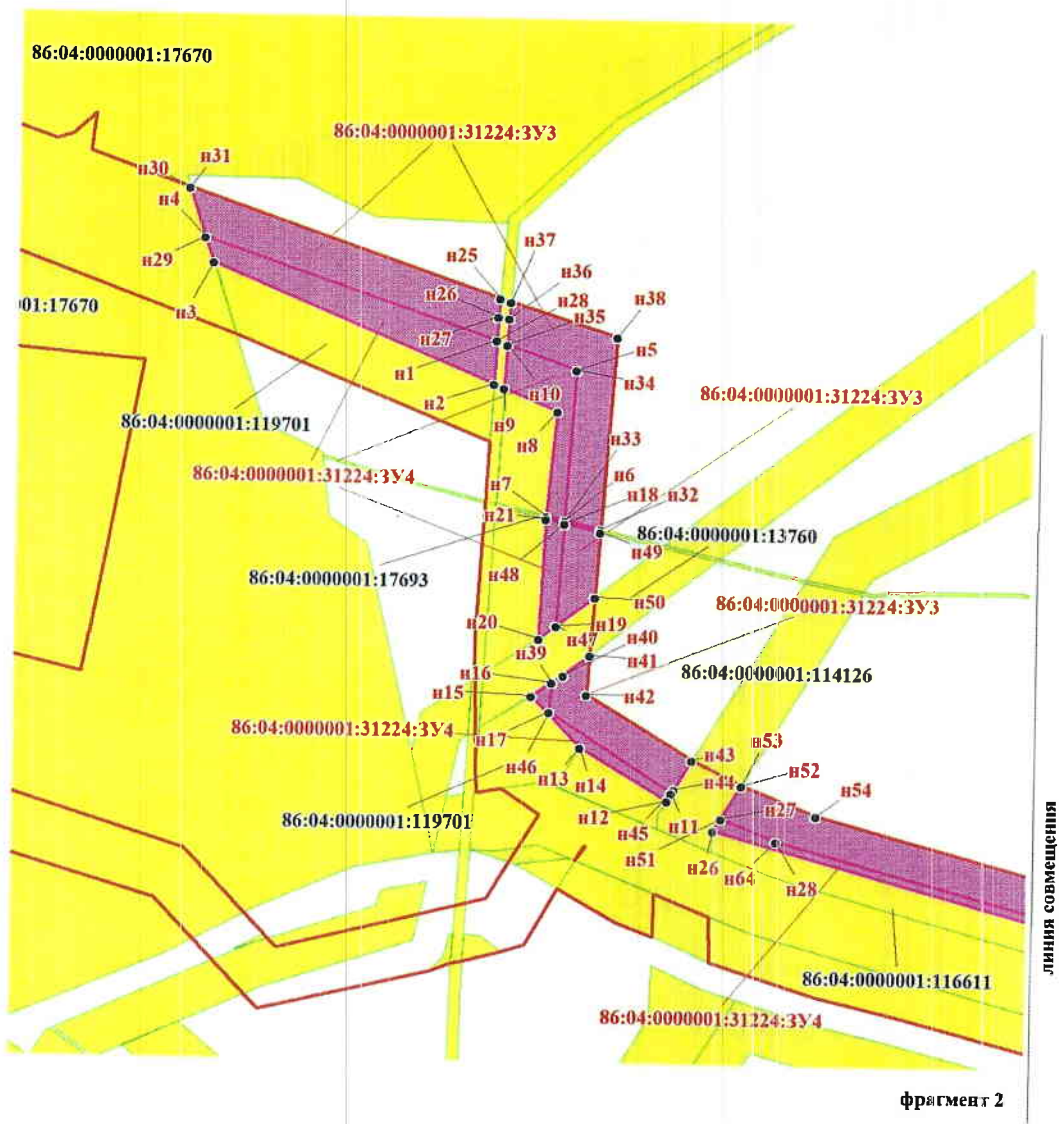 86:04:0000001:17670
86:04:0000001:31224:ЗУ3
н30
н31
н4
н29
н3
01:17670
н25
н37
н36
н26
н28
н38
н35
н27
н5
н1
н34
н2
н10
н9
н8
86:04:0000001:31224:ЗУ3
86:04:0000001:119701
н33
86:04:0000001:31224:ЗУ4
н7
н6
н18
н32
н21
86:04:0000001:13760
н49
86:04:0000001:17693
н48
н50
86:04:0000001:31224:ЗУ3
н20
н19
н47
н39
н40
н16
н41
86:04:0000001:114126
н15
н42
86:04:0000001:31224:ЗУ4
н17
н43
н53
н46
н13
н14
н52
н44
н54
86:04:0000001:119701
н12
н45
н11
н27
н51
н26
н64
н28
линия совмещения
86:04:0000001:116611
86:04:0000001:31224:ЗУ4
фрагмент 2